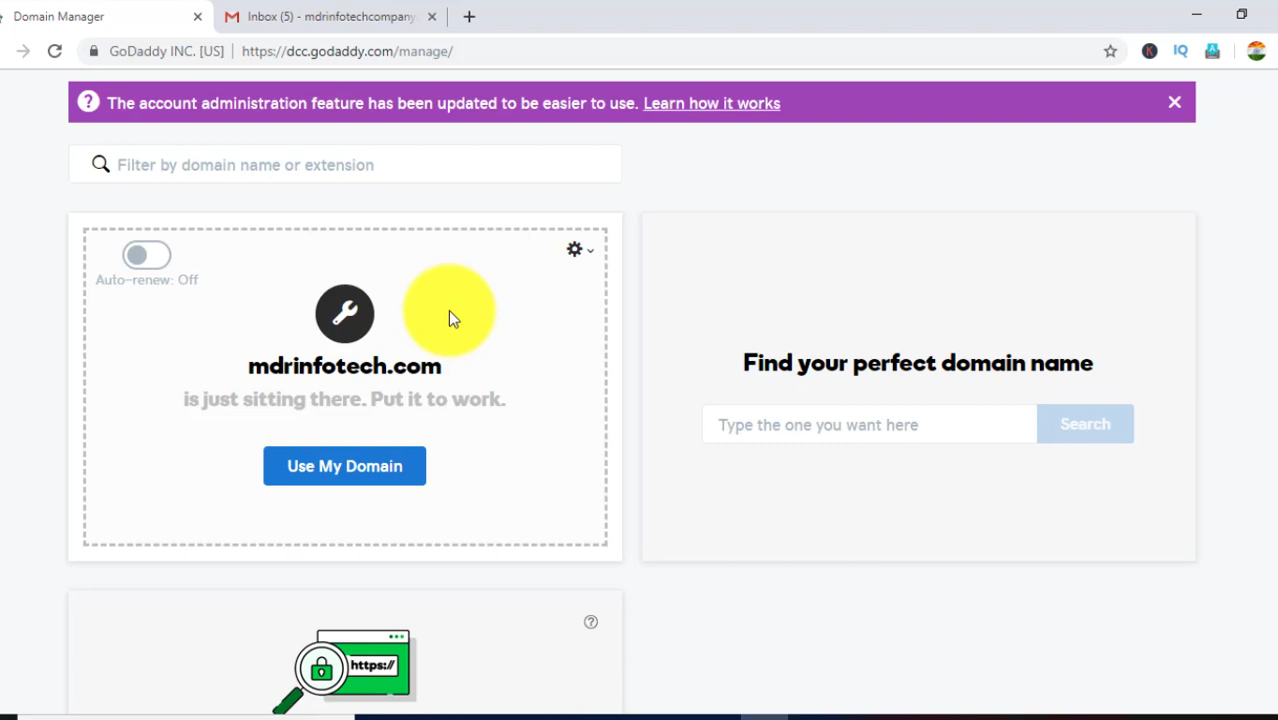 Domain Manager
Inbox (5) - mdrinfotechcompany
GoDaddy INC. [US]
https://dcc.godaddy.com/manage/
IQ
The account administration feature has been updated to be easier to use. Learn how it works
Filter by domain name or extension
Auto-renew: Off
mdrinfotech.com
is just sitting there. Put it to work.
Use My Domain
Find your perfect domain name
Type the one you want here
Search
https://